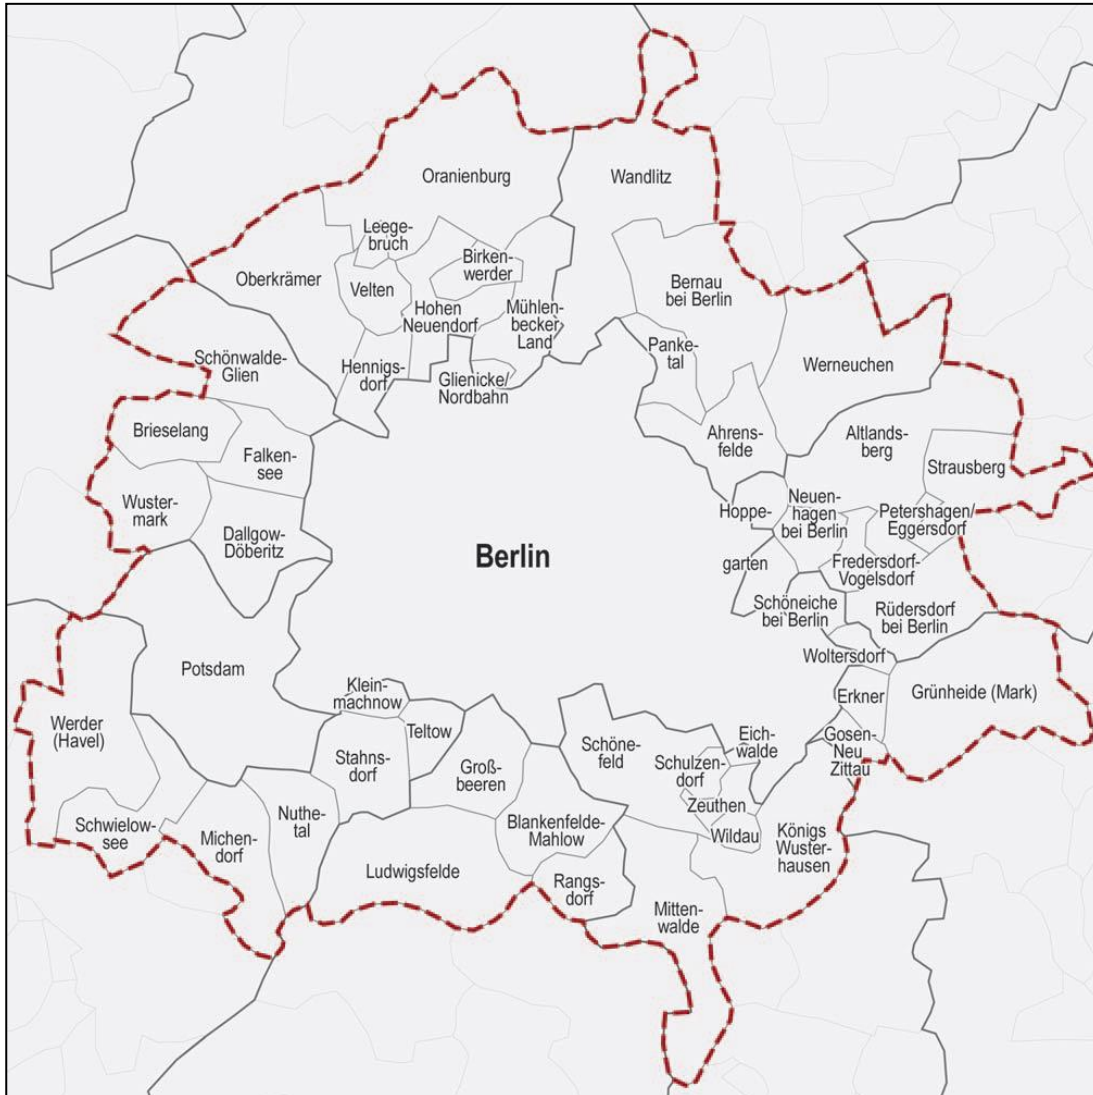 Oranienburg
Wandlitz
Leege-
bruch
Birken-
werder
Oberkrämer
Velten
Bernau
bei Berlin
Hohen
Neuendorf
Mühlen-
becker
Land
Schönwalde-
Glien
Hennigs-
dorf
Glienicke/
Nordbahn
Panke-
tal
Werneuchen
Brieselang
Falken-
see
Ahrens-
felde
Altlands-
berg
Strausberg
Wuster-
mark
Dallgow-
Döberitz
Hoppe-
garten
Neuen-
hagen
bei Berlin
Petershagen/
Eggersdorf
Berlin
Fredersdorf-
Vogelsdorf
Schöneiche
bei Berlin
Rüdersdorf
bei Berlin
Woltersdorf
Potsdam
Klein-
machnow
Erkner
Grünheide (Mark)
Werder
(Havel)
Teltow
Stahns-
dorf
Groß-
beeren
Schöne-
feld
Eich-
walde
Schulzen-
dorf
Gosen-
Neu
Zittau
Zeuthen
Wildau
Schwielow-
see
Michen-
dorf
Nuthe-
tal
Blankenfelde-
Mahlow
Königs
Wuster-
hausen
Ludwigsfelde
Rangs-
dorf
Mitten-
walde